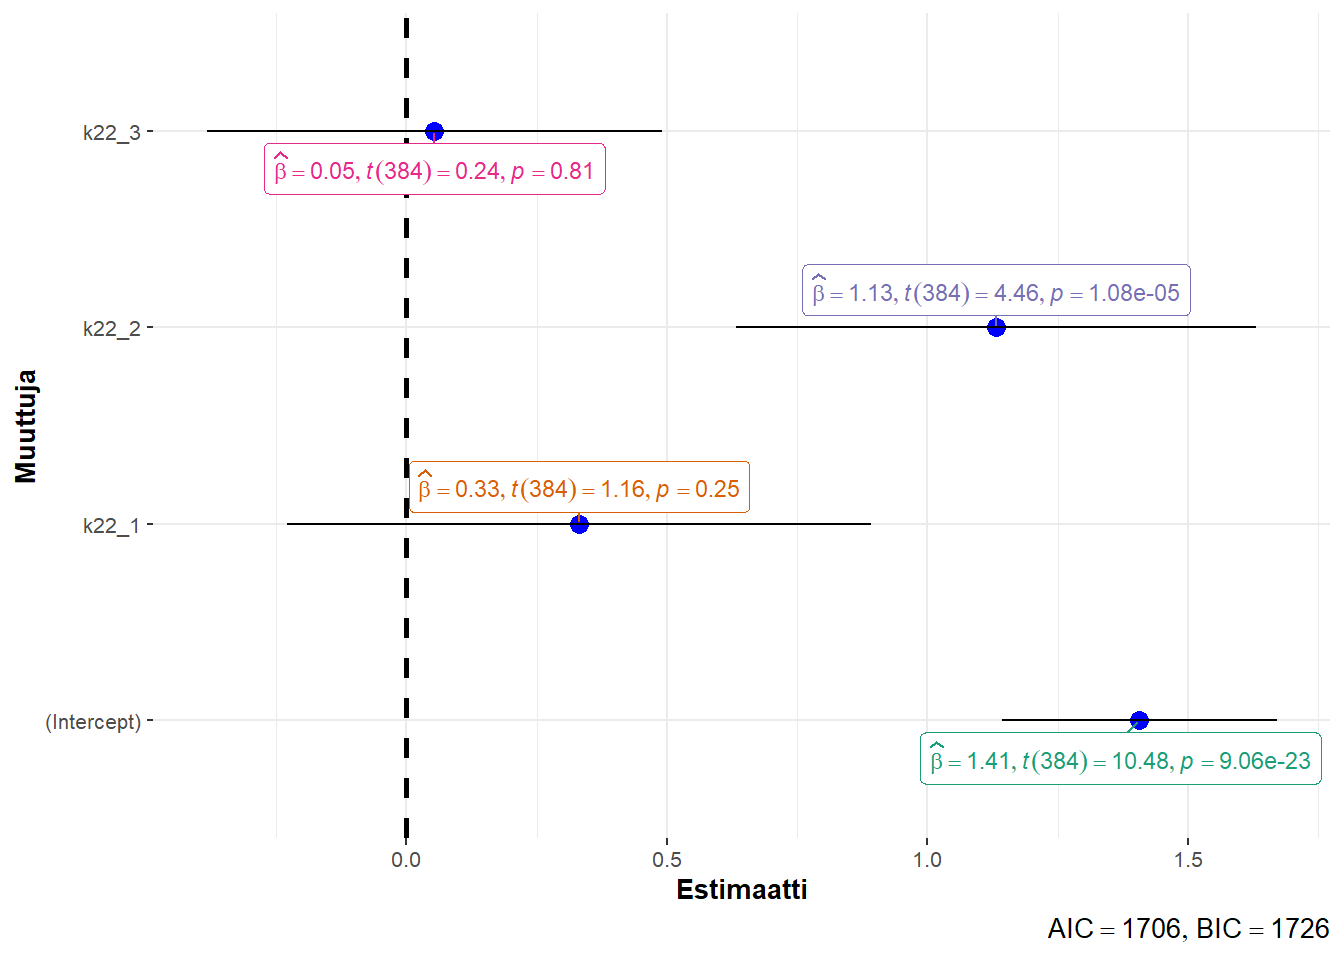 k22_3
β̂ = 0.05, t(384) = 0.24, p = 0.81
β̂ = 1.13, t(384) = 4.46, p = 1.08e-05
k22_2
Muuttuja
β̂ = 0.33, t(384) = 1.16, p = 0.25
k22_1
(Intercept)
β̂ = 1.41, t(384) = 10.48, p = 9.06e-23
0.0 0.5 1.0 1.5
Estimaatti
AIC = 1706, BIC = 1726